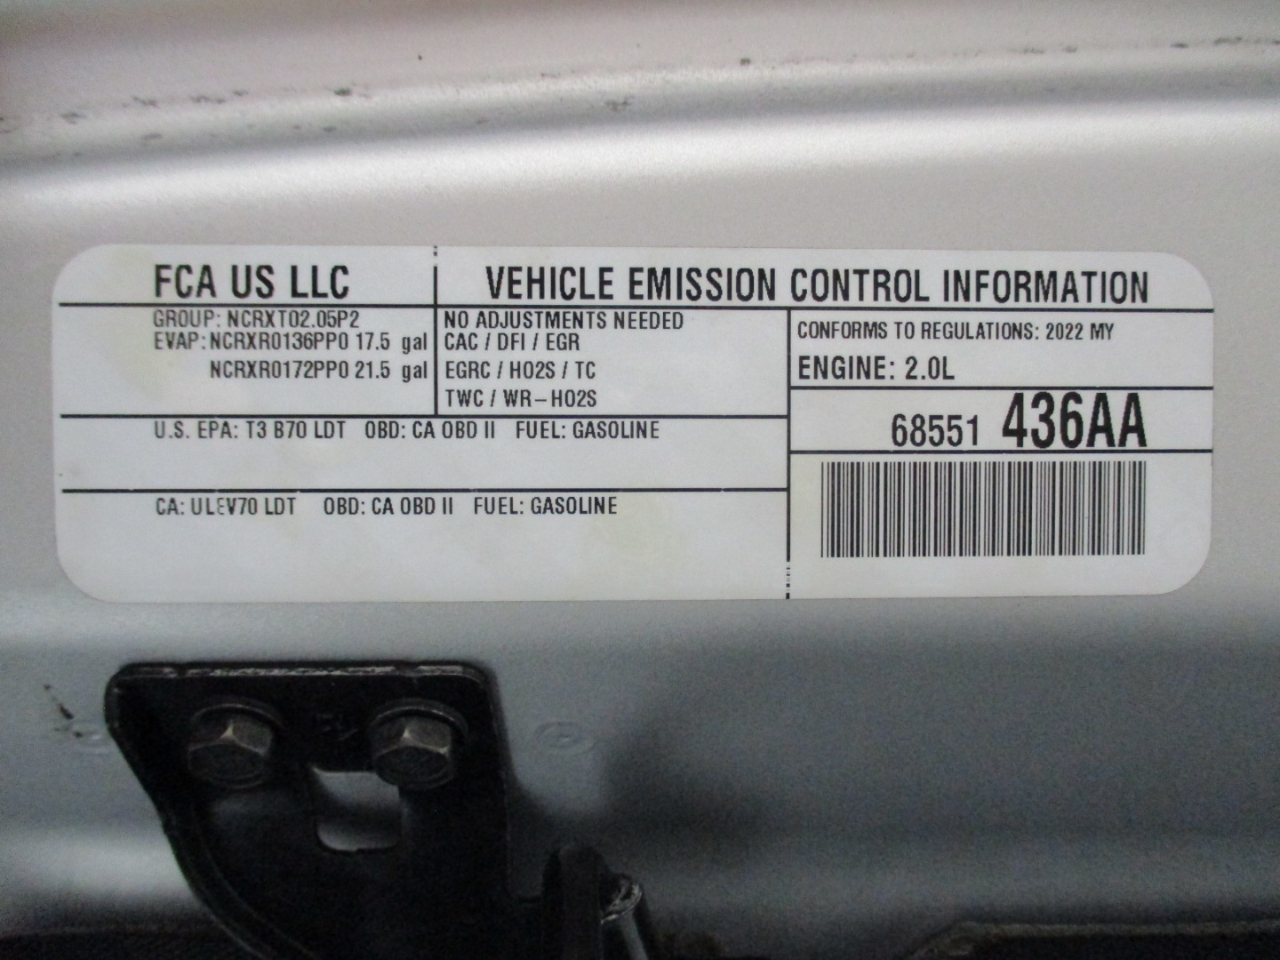 FCA US LLC
VEHICLE EMISSION CONTROL INFORMATION
GROUP: NCRXT02.05P2
EVAP: NCRXR0136PP0 17.5 gal
NCRXR0172PP0 21.5 gal
NO ADJUSTMENTS NEEDED
CAC / DFI / EGR
EGRC / HO2S / TC
TWC / WR-HO2S
CONFORMS TO REGULATIONS: 2022 MY
ENGINE: 2.0L
68551 436AA
U.S. EPA: T3 B70 LDT OBD: CA OBD II FUEL: GASOLINE
CA: ULEV70 LDT OBD: CA OBD II FUEL: GASOLINE